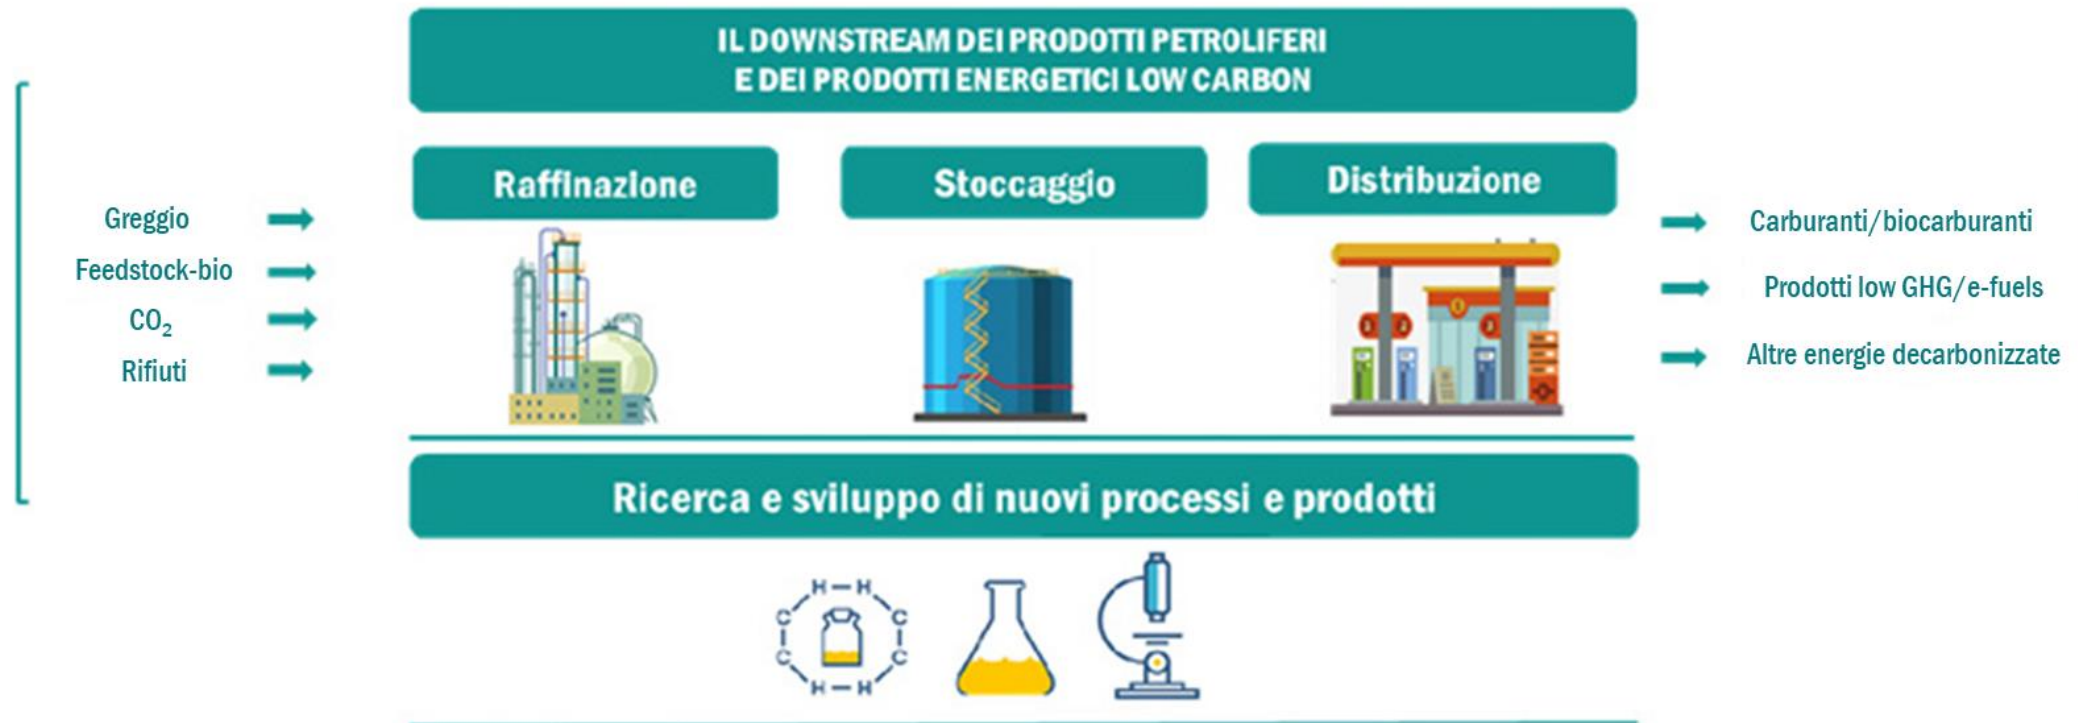 IL DOWNSTREAM DEI PRODOTTI PETROLIFERI
E DEI PRODOTTI ENERGETICI LOW CARBON
Raffinazione
Stoccaggio
Distribuzione
Greggio
Feedstock-bio
CO₂
Rifiuti
Carburanti/biocarburanti
Prodotti low GHG/e-fuels
Altre energie decarbonizzate
Ricerca e sviluppo di nuovi processi e prodotti
H H
C C
C C
H H